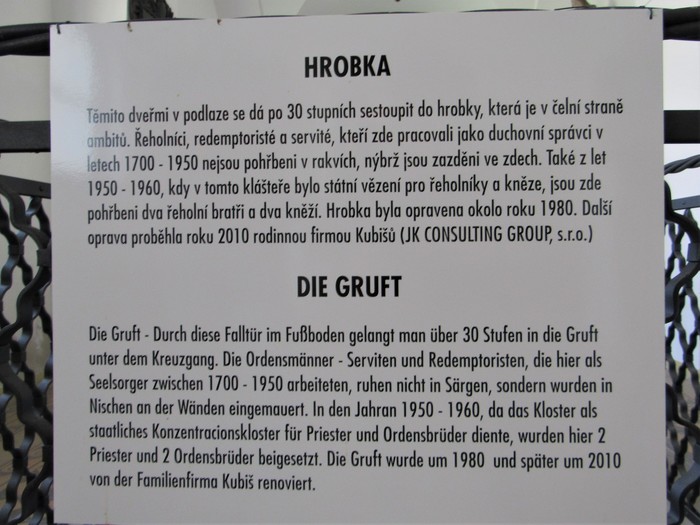 HROBKA
Těmito dveřmi v podlaze se dá po 30 stupních sestoupit do hrobky, která je v čelní straně
ambitů. Řeholníci, redemptoristé a servité, kteří zde pracovali jako duchovní správci v
letech 1700 - 1950 nejsou pohřbeni v rakvích, nýbrž jsou zazděni ve zdech. Také z let
1950 - 1960, kdy v tomto klášteře bylo státní vězení pro řeholníky a kněze, jsou zde
pohřbeni dva řeholní bratři a dva kněží. Hrobka byla opravena okolo roku 1980. Další
oprava proběhla roku 2010 rodinnou firmou Kubišů (JK CONSULTING GROUP, s.r.o.)
DIE GRUFT
Die Gruft - Durch diese Falltür im Fußboden gelangt man über 30 Stufen in die Gruft
unter dem Kreuzgang. Die Ordensmänner - Serviten und Redemptoristen, die hier als
Seelsorger zwischen 1700 - 1950 arbeiteten, ruhen nicht in Särgen, sondern wurden in
Nischen an der Wänden eingemauert. In den Jahran 1950 - 1960, da das Kloster als
staatliches Konzentracionskloster für Priester und Ordensbrüder diente, wurden hier 2
Priester und 2 Ordensbrüder beigesetzt. Die Gruft wurde um 1980 und später um 2010
von der Familienfirma Kubiš renoviert.